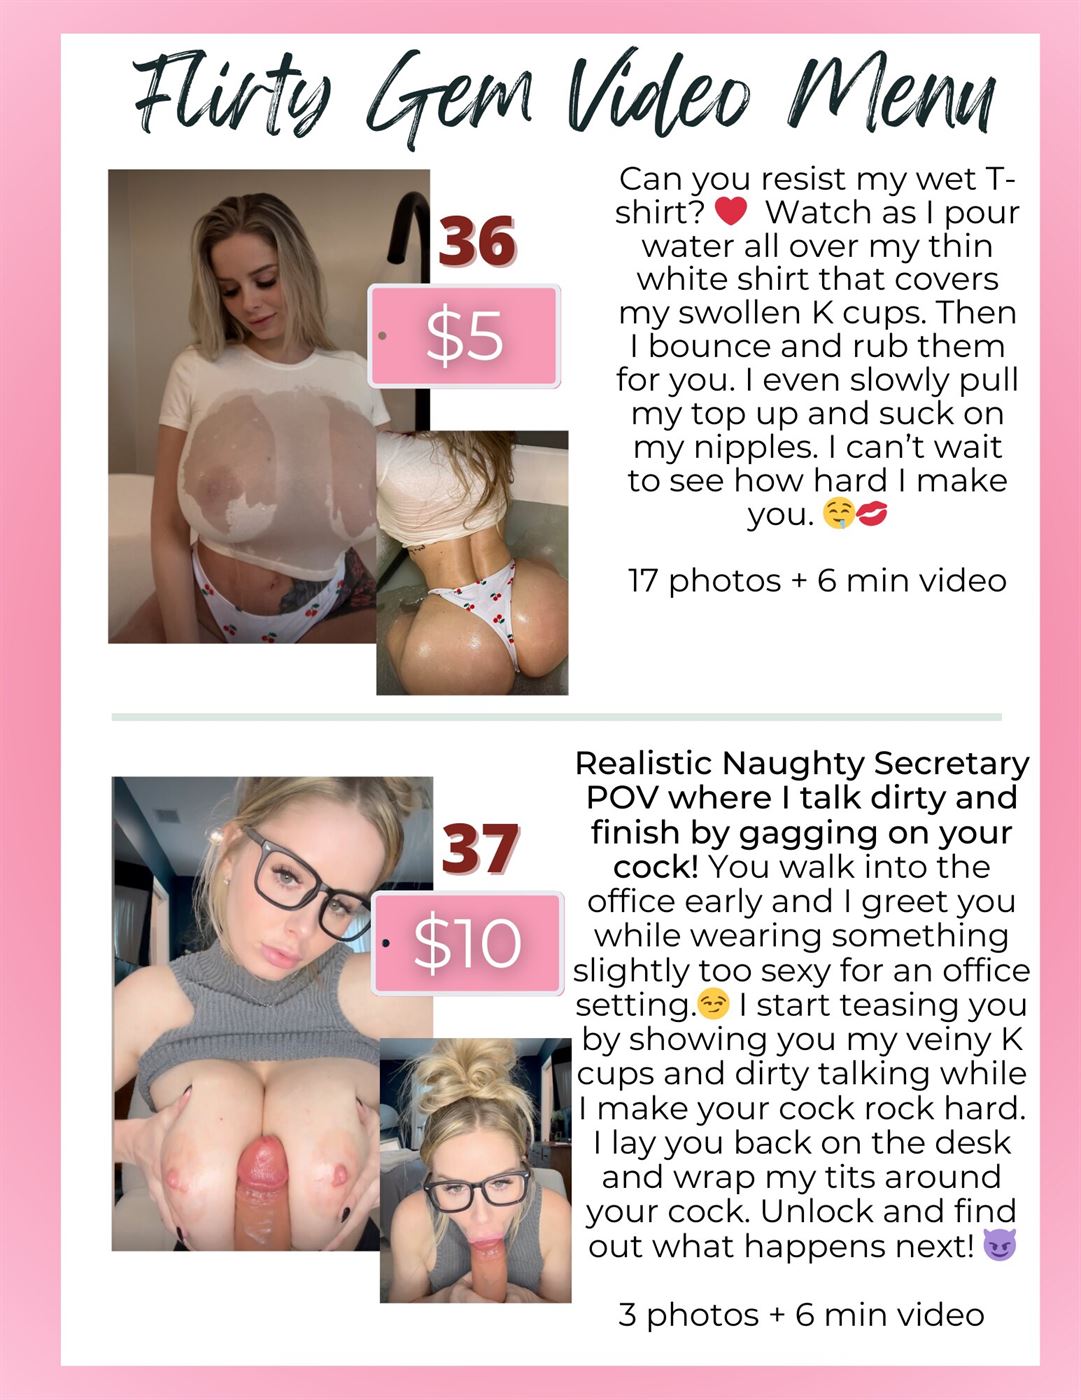 Flirty Gem Video Menu
36
$5
Can you resist my wet T-
shirt? ❤️ Watch as I pour
water all over my thin
white shirt that covers
my swollen K cups. Then
I bounce and rub them
for you. I even slowly pull
my top up and suck on
my nipples. I can’t wait
to see how hard I make
you. 🤤💋
17 photos + 6 min video
37
$10
Realistic Naughty Secretary
POV where I talk dirty and
finish by gagging on your
cock! You walk into the
office early and I greet you
while wearing something
slightly too sexy for an office
setting.😏 I start teasing you
by showing you my veiny K
cups and dirty talking while
I make your cock rock hard.
I lay you back on the desk
and wrap my tits around
your cock. Unlock and find
out what happens next! 😈
3 photos + 6 min video